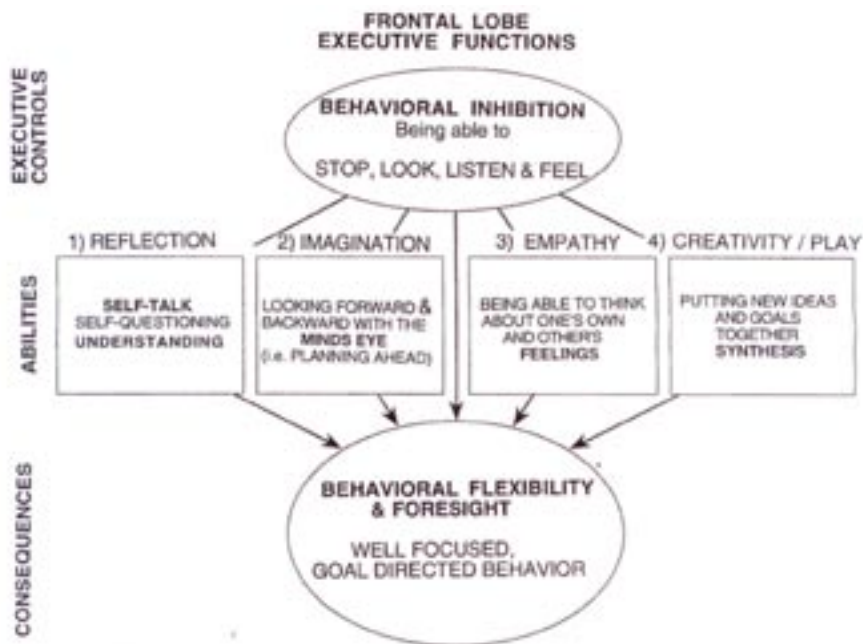 FRONTAL LOBE
EXECUTIVE FUNCTIONS
EXECUTIVE
CONTROLS
BEHAVIORAL INHIBITION
Being able to
STOP, LOOK, LISTEN & FEEL
1) REFLECTION
2) IMAGINATION
3) EMPATHY
4) CREATIVITY / PLAY
ABILITIES
SELF-TALK
SELF-QUESTIONING
UNDERSTANDING
LOOKING FORWARD &
BACKWARD WITH THE
MINDS EYE
(i.e. PLANNING AHEAD)
BEING ABLE TO THINK
ABOUT ONE'S OWN
AND OTHER'S
FEELINGS
PUTTING NEW IDEAS
AND GOALS
TOGETHER
SYNTHESIS
CONSEQUENCES
BEHAVIORAL FLEXIBILITY
& FORESIGHT
WELL FOCUSED,
GOAL DIRECTED BEHAVIOR